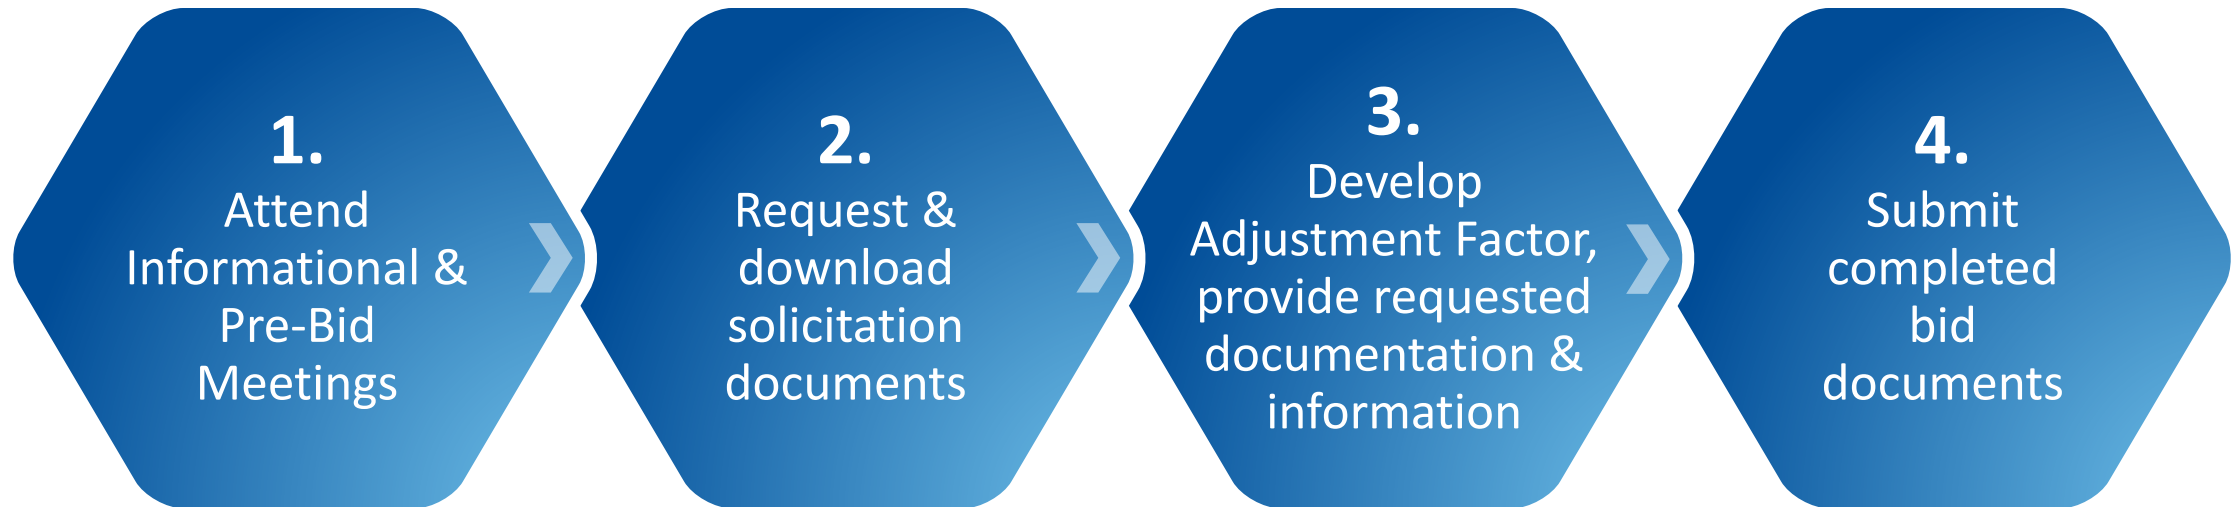 1.
Attend
Informational &
Pre-Bid
Meetings
2.
Request &
download
solicitation
documents
3.
Develop
Adjustment Factor,
provide requested
documentation &
information
4.
Submit
completed
bid
documents